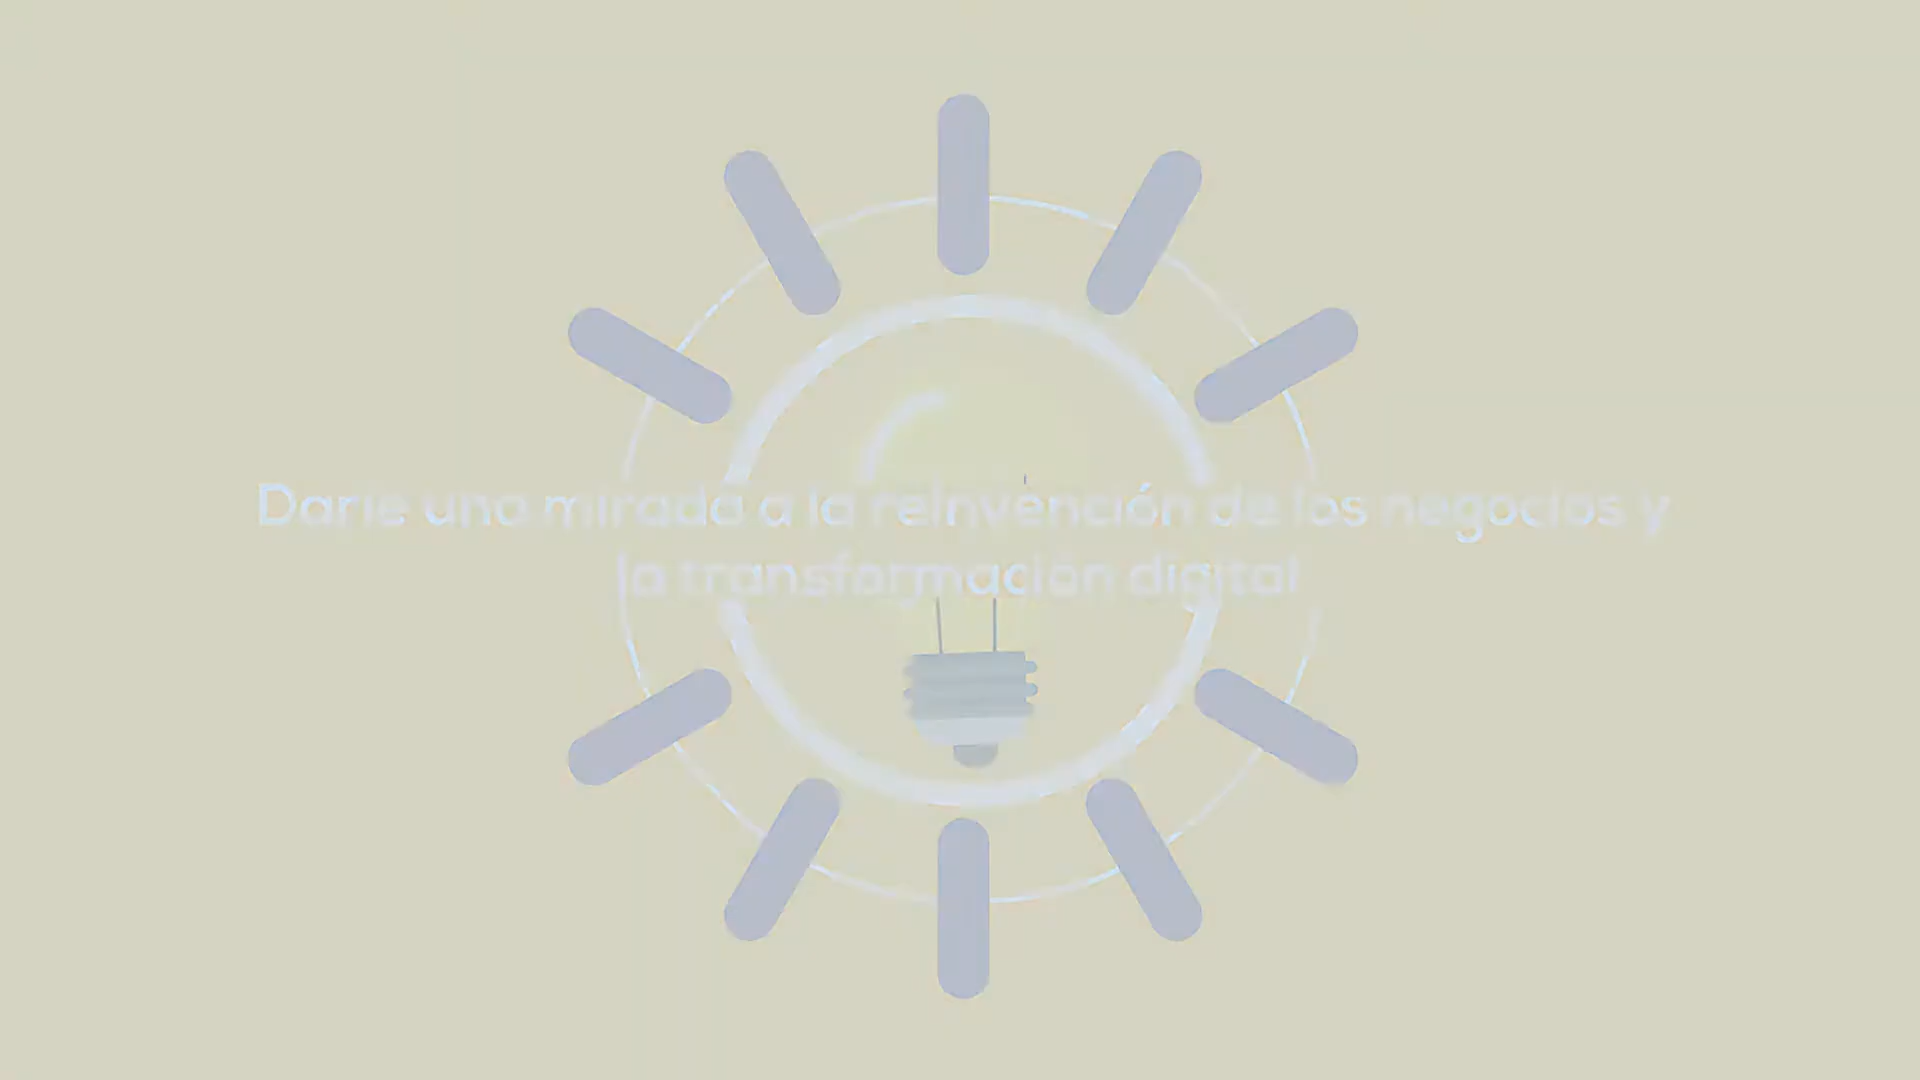 Darle una mirada a la reinvención de los negocios y
la transformación digital